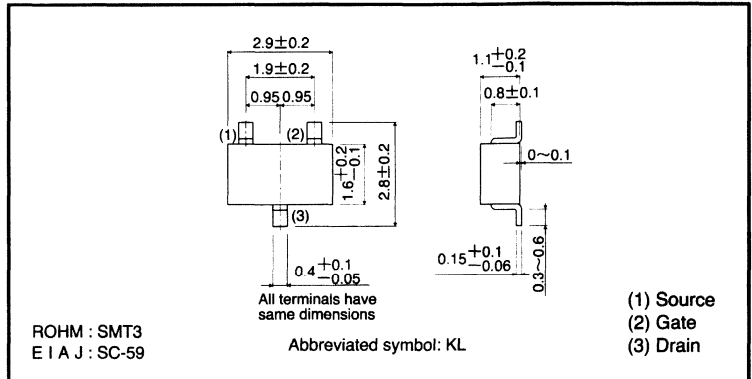 2.9±0.2
1.9±0.2
0.95 0.95
(1)
(2)
(3)
1.6 +0.2 −0.1
2.8±0.2
0.4 +0.1 −0.05
All terminals have
same dimensions
1.1 +0.2 −0.1
0.8±0.1
0~0.1
0.15 +0.1 −0.06
0.3~0.6
ROHM : SMT3
E I A J : SC-59
Abbreviated symbol: KL
(1) Source
(2) Gate
(3) Drain